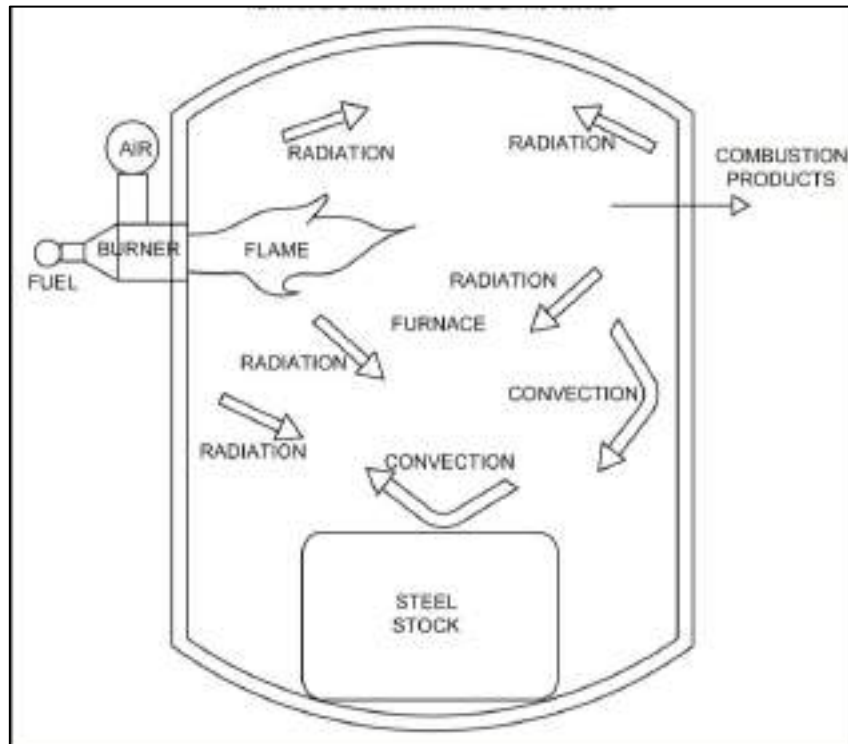 AIR
RADIATION
RADIATION
COMBUSTION
PRODUCTS
BURNER
FLAME
FUEL
RADIATION
FURNACE
RADIATION
CONVECTION
RADIATION
CONVECTION
STEEL
STOCK